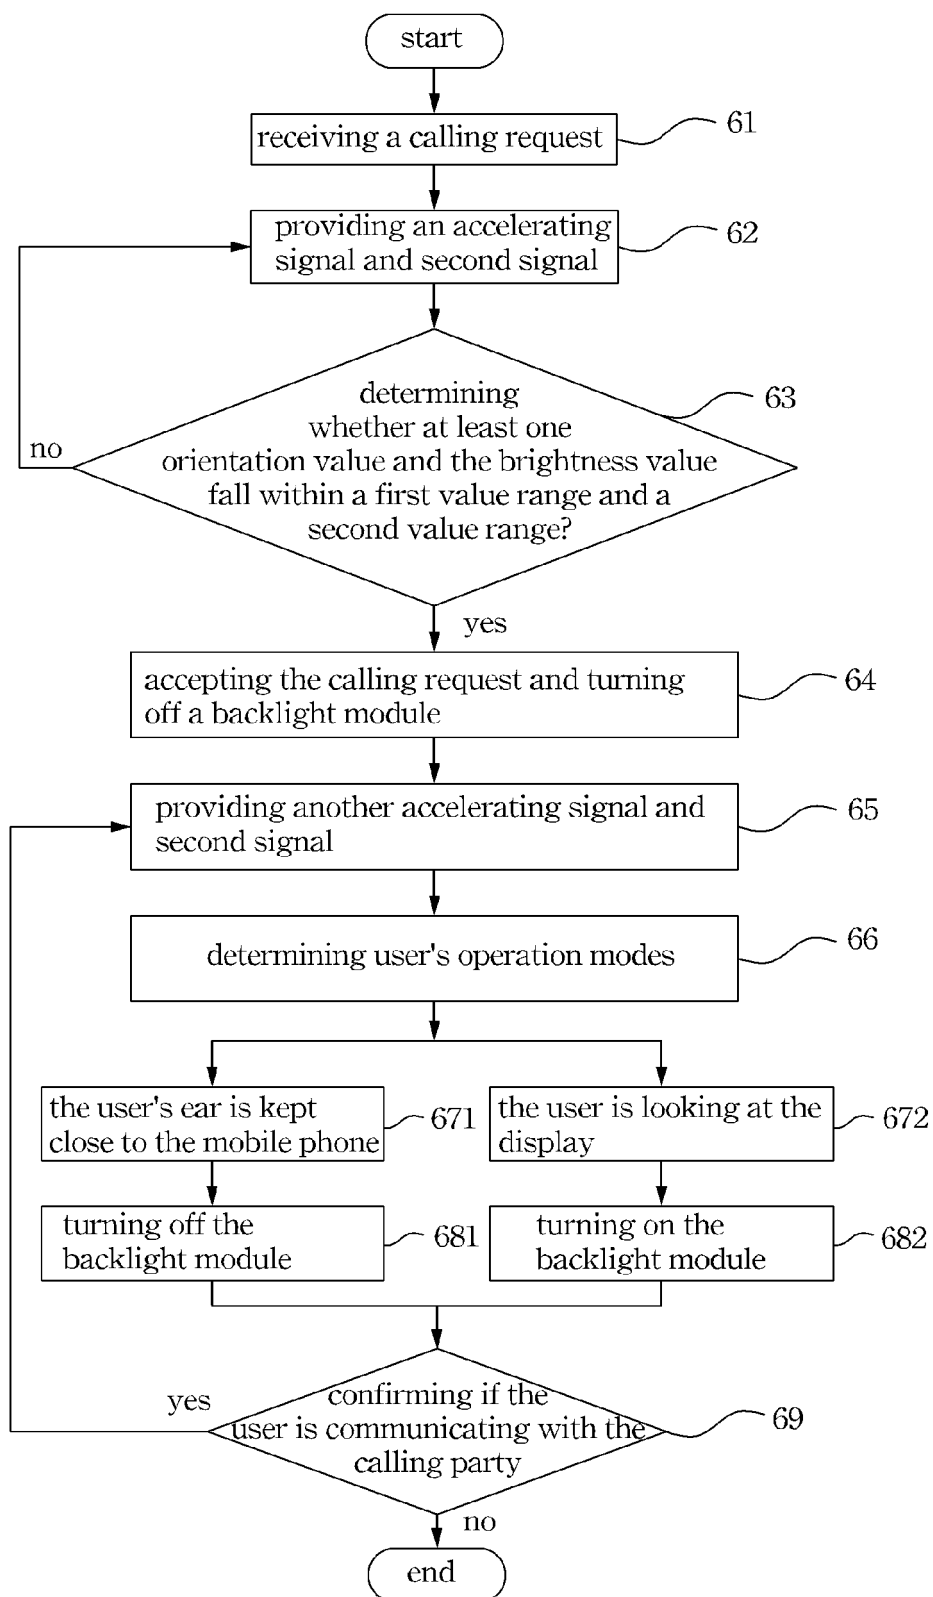 start
receiving a calling request
61
providing an accelerating
signal and second signal
62
determining
whether at least one
orientation value and the brightness value
fall within a first value range and a
second value range?
63
no
yes
accepting the calling request and turning
off a backlight module
64
providing another accelerating signal and
second signal
65
determining user's operation modes
66
the user's ear is kept
close to the mobile phone
671
the user is looking at the
display
672
turning off the
backlight module
681
turning on the
backlight module
682
confirming if the
user is communicating with the
calling party
69
yes
no
end